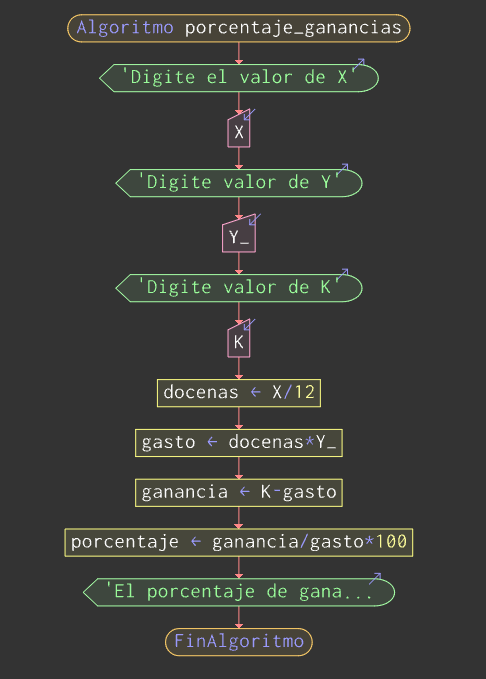 Algoritmo porcentaje_ganancias
'Digite el valor de X'
X
'Digite valor de Y'
Y_
'Digite valor de K'
K
docenas ← X/12
gasto ← docenas*Y_
ganancia ← K-gasto
porcentaje ← ganancia/gasto*100
'El porcentaje de gana...
FinAlgoritmo